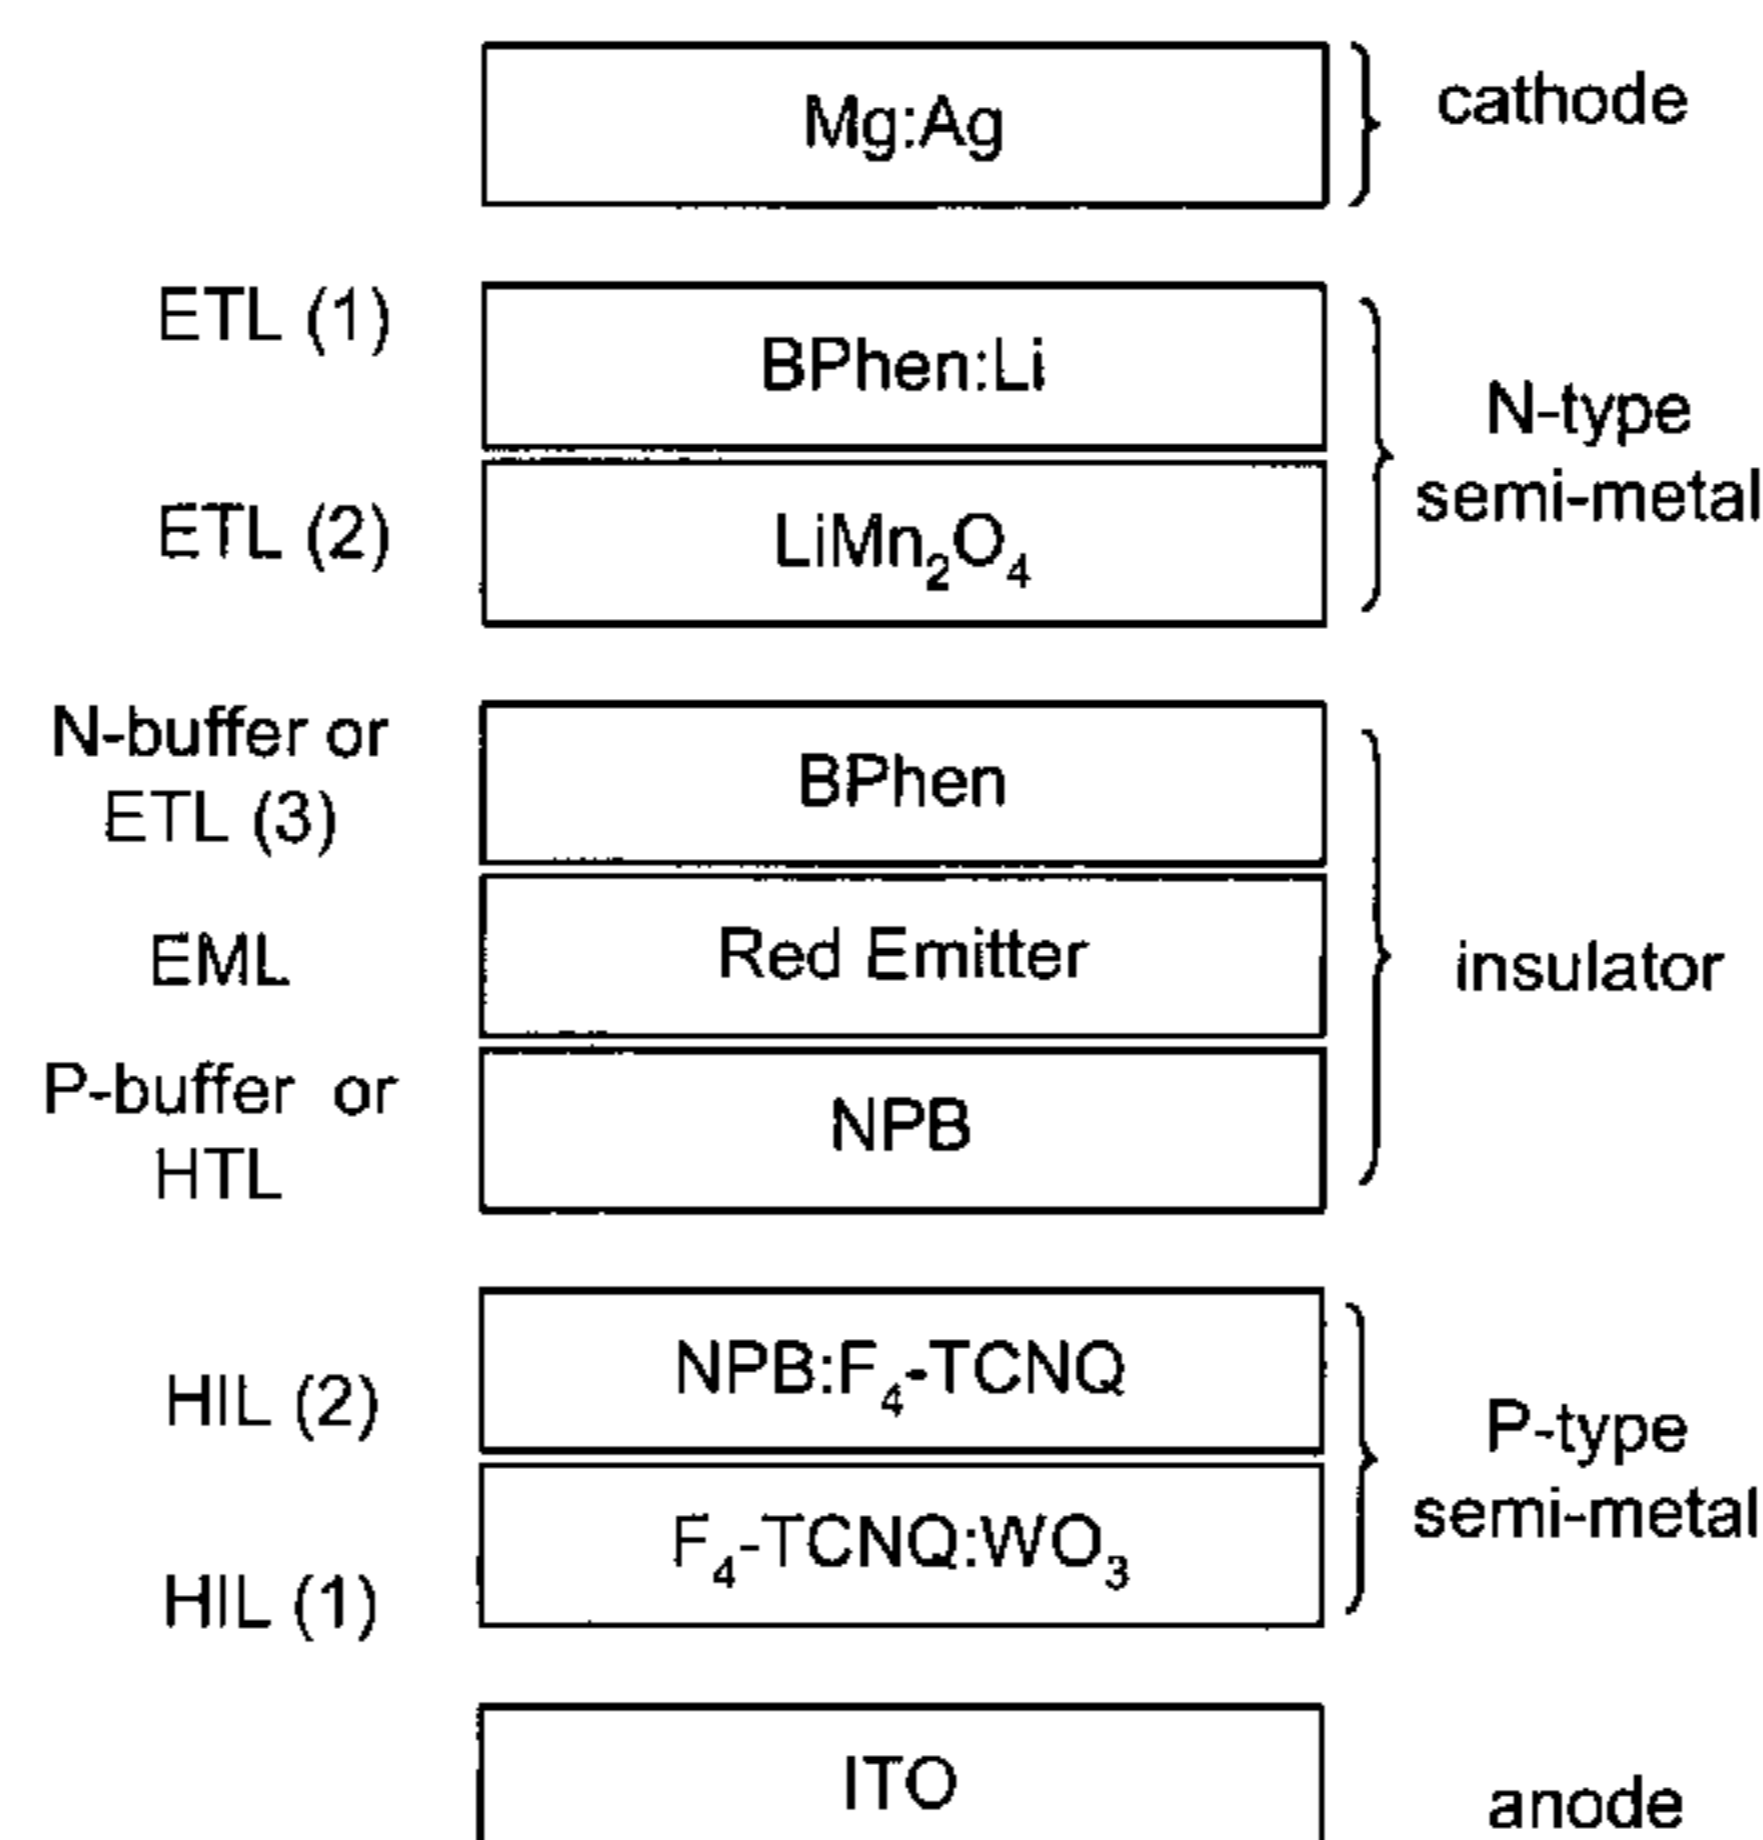 Mg:Ag
cathode
ETL (1)
BPhen:Li
N-type
semi-metal
ETL (2)
LiMn₂O₄
N-buffer or
ETL (3)
BPhen
EML
Red Emitter
insulator
P-buffer or
HTL
NPB
HIL (2)
NPB:F₄-TCNQ
P-type
semi-metal
HIL (1)
F₄-TCNQ:WO₃
ITO
anode